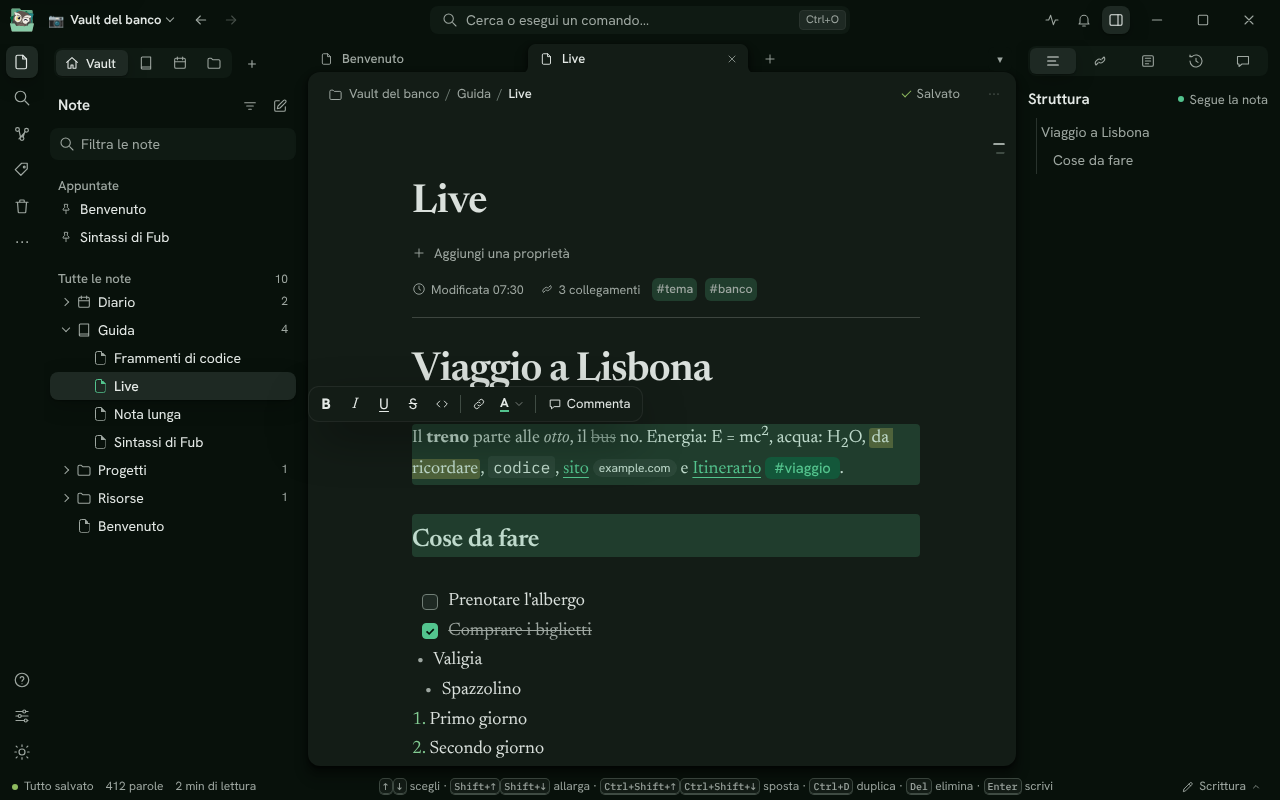 Vault del banco
Cerca o esegui un comando...
Ctrl+O
Vault
Benvenuto
Live
Note
Filtra le note
Appuntate
Benvenuto
Sintassi di Fub
Tutte le note 10
Diario 2
Guida 4
Frammenti di codice
Live
Nota lunga
Sintassi di Fub
Progetti 1
Risorse 1
Benvenuto
Vault del banco / Guida / Live
Salvato
Live
Aggiungi una proprietà
Modificata 07:30 3 collegamenti #tema #banco
Viaggio a Lisbona
B I U S A Commenta
Il treno parte alle otto, il bus no. Energia: E = mc², acqua: H₂O, da
ricordare, codice, sito example.com e Itinerario #viaggio.
Cose da fare
Prenotare l'albergo
Comprare i biglietti
• Valigia
• Spazzolino
1. Primo giorno
2. Secondo giorno
Struttura
Segue la nota
Viaggio a Lisbona
Cose da fare
Tutto salvato 412 parole 2 min di lettura
↑ ↓ scegli · Shift+↑ Shift+↓ allarga · Ctrl+Shift+↑ Ctrl+Shift+↓ sposta · Ctrl+D duplica · Del elimina · Enter scrivi
Scrittura